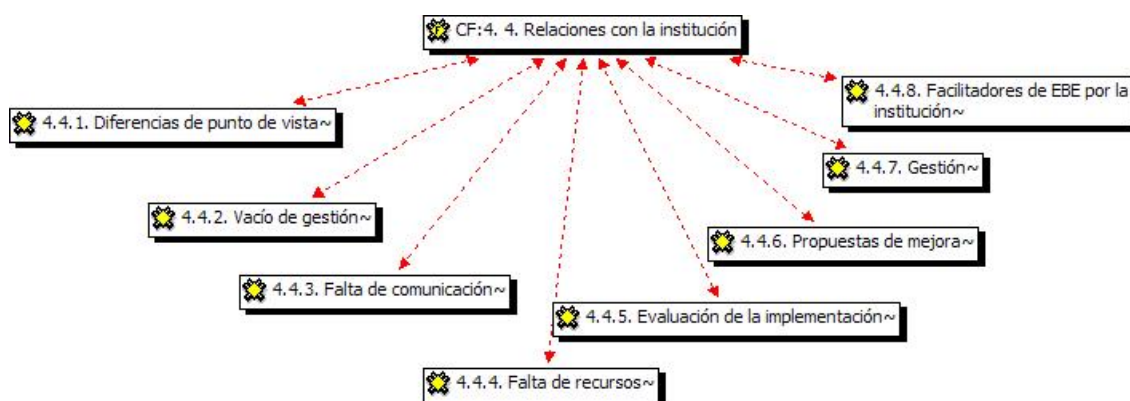 CF:4. 4. Relaciones con la institución
4.4.1. Diferencias de punto de vista~
4.4.2. Vacío de gestión~
4.4.3. Falta de comunicación~
4.4.4. Falta de recursos~
4.4.5. Evaluación de la implementación~
4.4.6. Propuestas de mejora~
4.4.7. Gestión~
4.4.8. Facilitadores de EBE por la
institución~